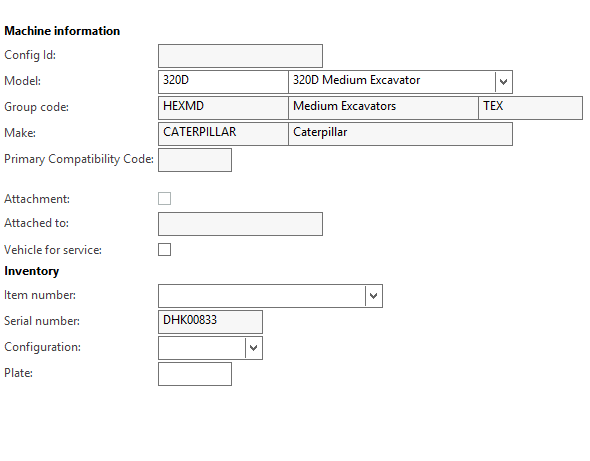 Machine information
Config Id:
Model: 320D 320D Medium Excavator
Group code: HEXMD Medium Excavators TEX
Make: CATERPILLAR Caterpillar
Primary Compatibility Code:
Attachment:
Attached to:
Vehicle for service:
Inventory
Item number:
Serial number: DHK00833
Configuration:
Plate: